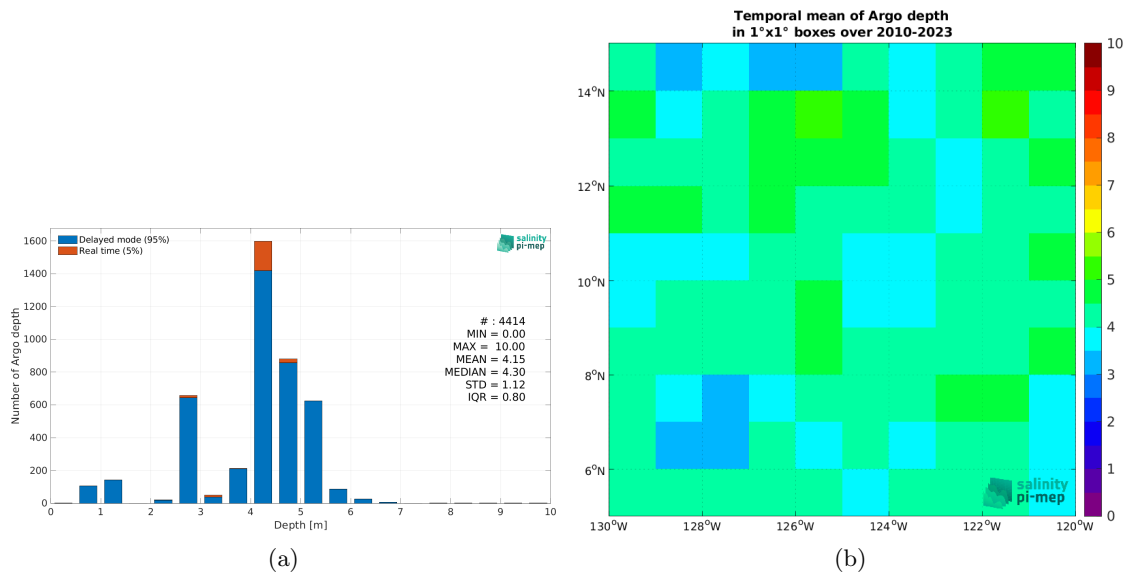 Delayed mode (95%)
Real time (5%)
salinity
pi-mep
Number of Argo depth
1600
1400
1200
1000
800
600
400
200
0
# : 4414
MIN = 0.00
MAX = 10.00
MEAN = 4.15
MEDIAN = 4.30
STD = 1.12
IQR = 0.80
0 1 2 3 4 5 6 7 8 9 10
Depth [m]
(a)
Temporal mean of Argo depth
in 1°x1° boxes over 2010-2023
14°N
12°N
10°N
8°N
6°N
130°W 128°W 126°W 124°W 122°W 120°W
salinity
pi-mep
10
9
8
7
6
5
4
3
2
1
0
(b)